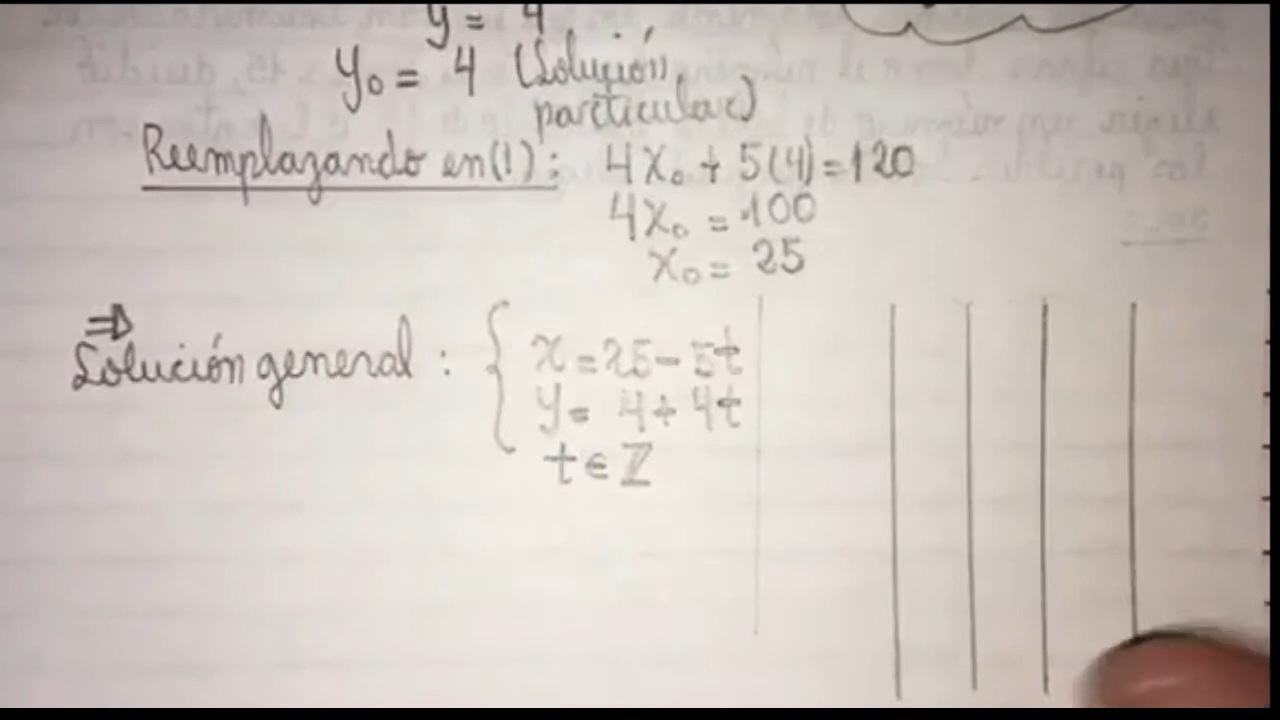 y = 4
y₀ = 4 (Solución
particular)
Reemplazando en (1): 4x₀ + 5(4) = 120
4x₀ = 100
x₀ = 25
⇒
Solución general: { x = 25 - 5t
y = 4 + 4t
t ∈ ℤ